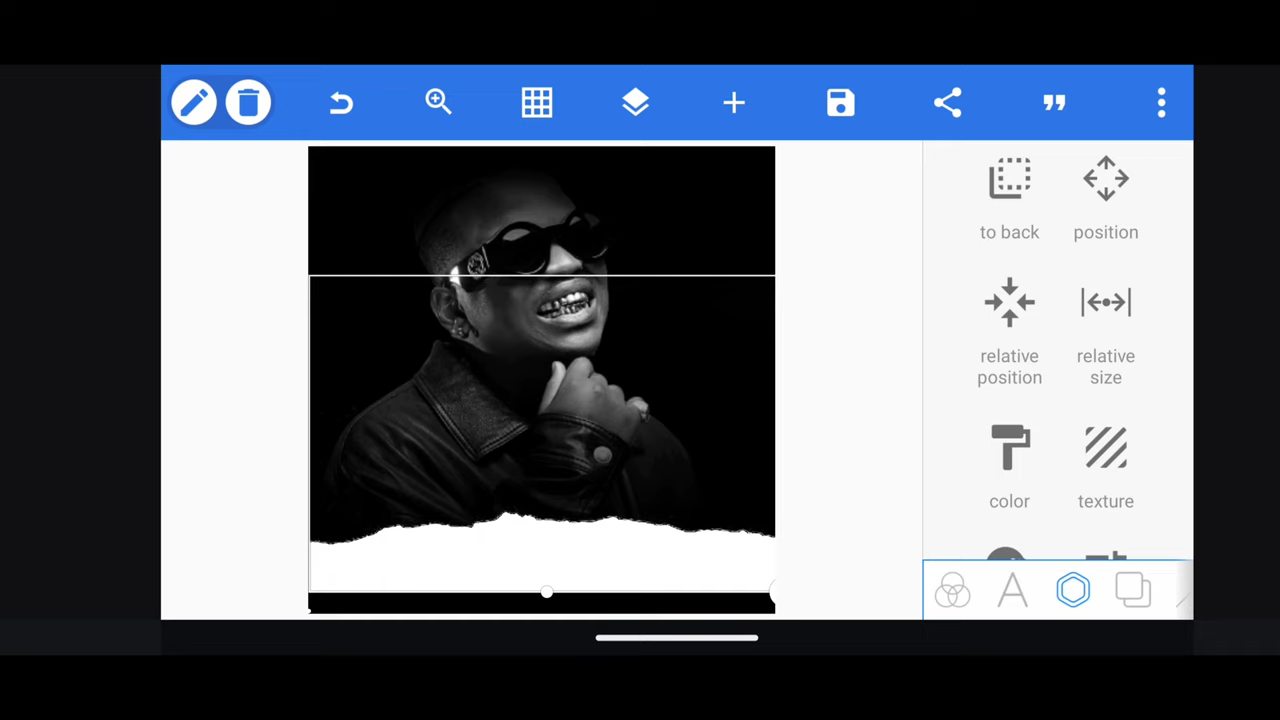 to back
position
relative
position
relative
size
color
texture
A